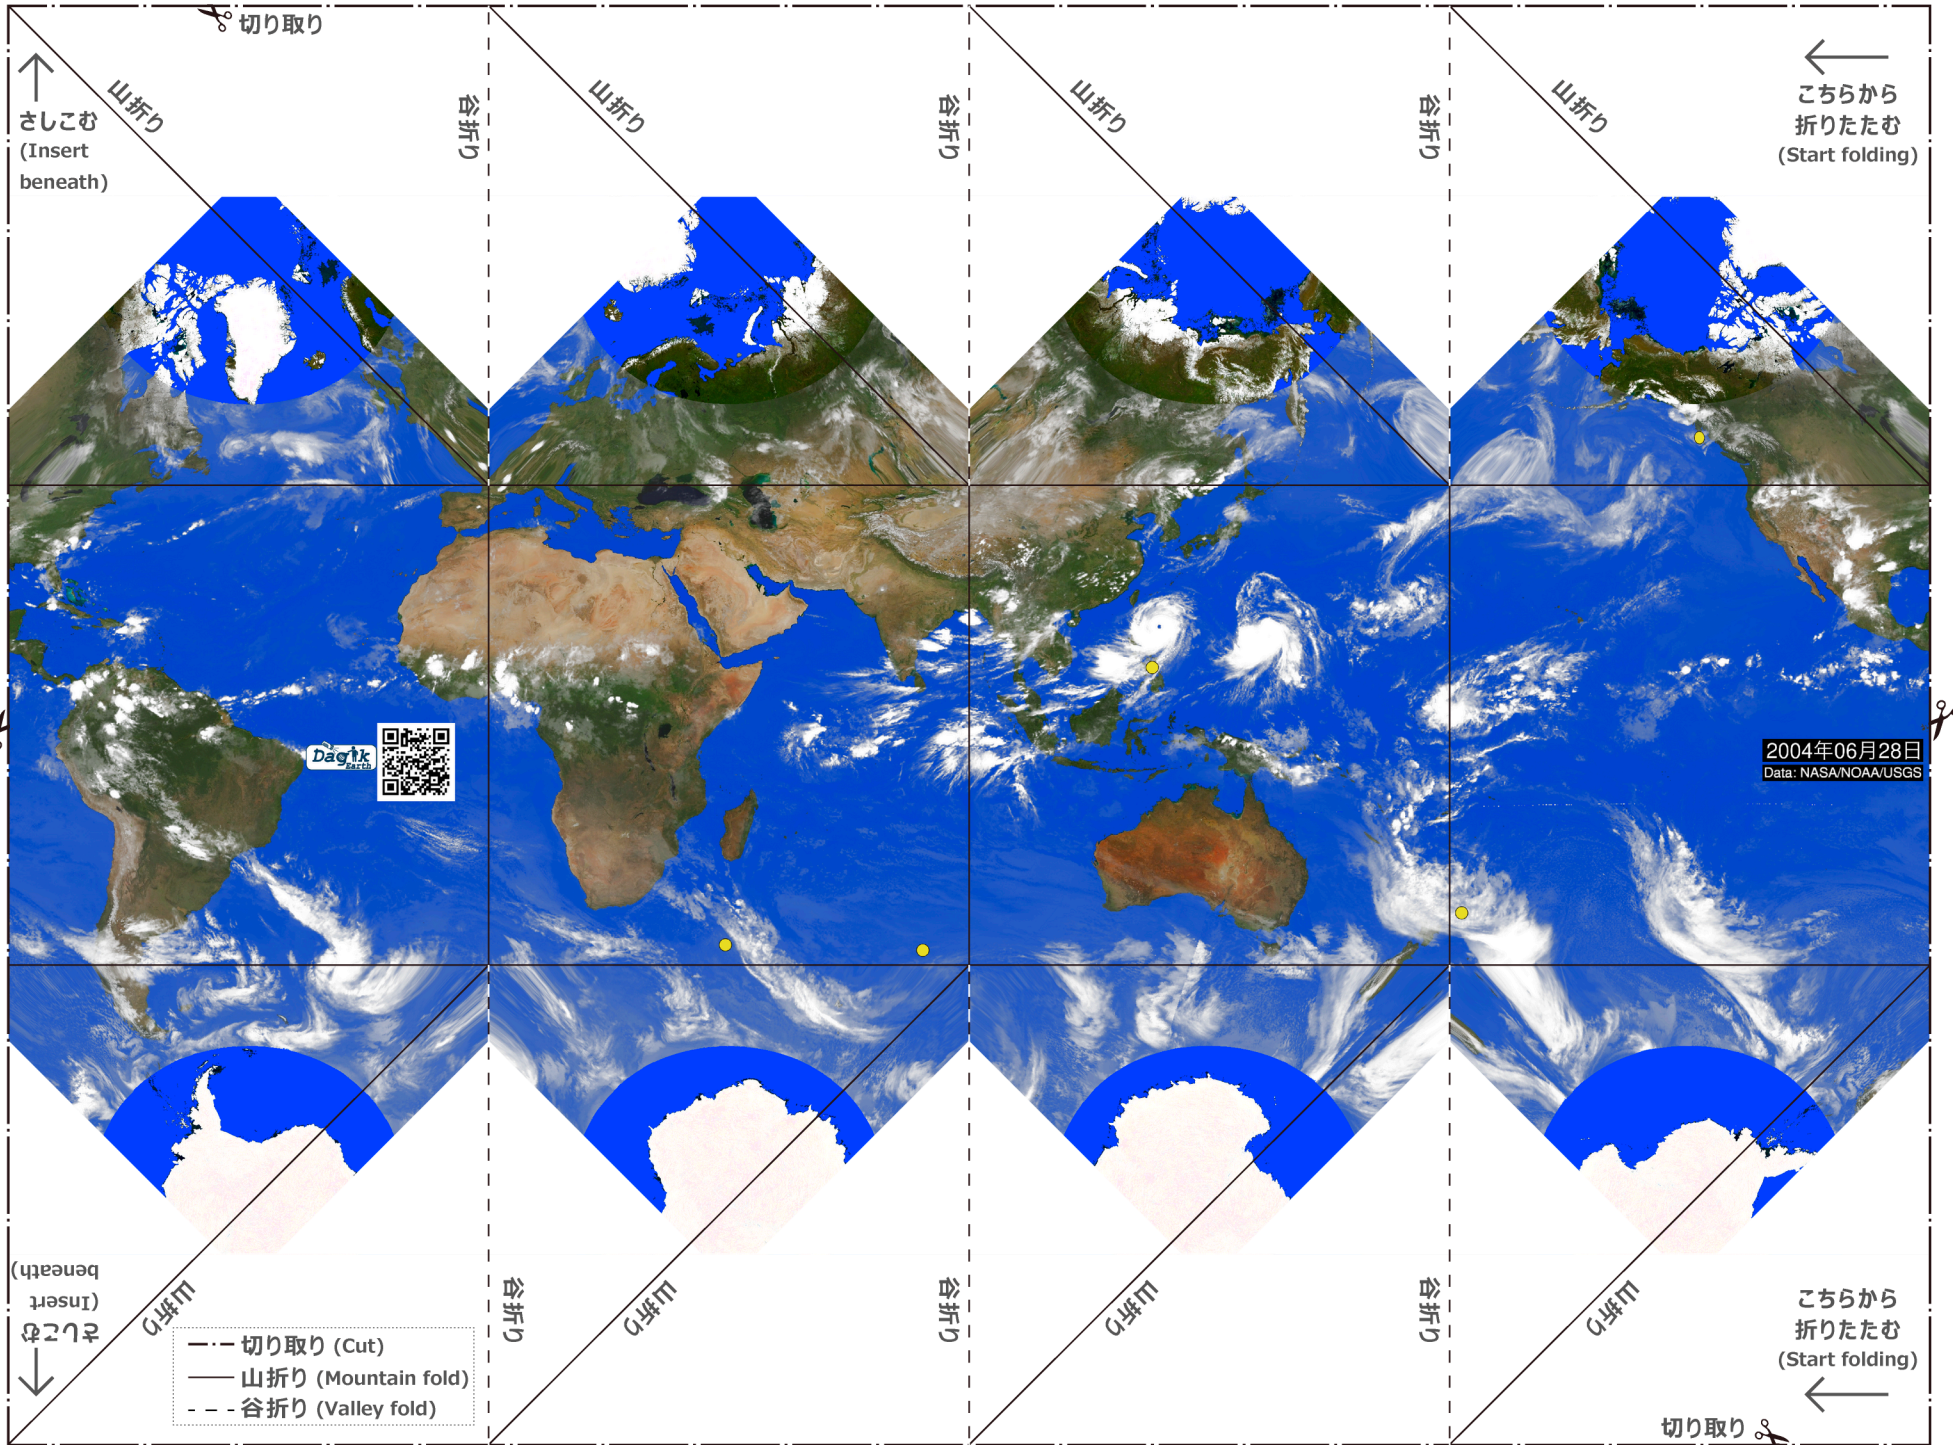 切り取り
さしこむ
(Insert
beneath)
山折り
谷折り
山折り
谷折り
山折り
谷折り
山折り
こちらから
折りたたむ
(Start folding)
Dagik
Earth
2004年06月28日
Data: NASA/NOAA/USGS
さしこむ
(Insert
beneath)
山折り
谷折り
山折り
谷折り
山折り
谷折り
山折り
こちらから
折りたたむ
(Start folding)
切り取り (Cut)
山折り (Mountain fold)
谷折り (Valley fold)
切り取り